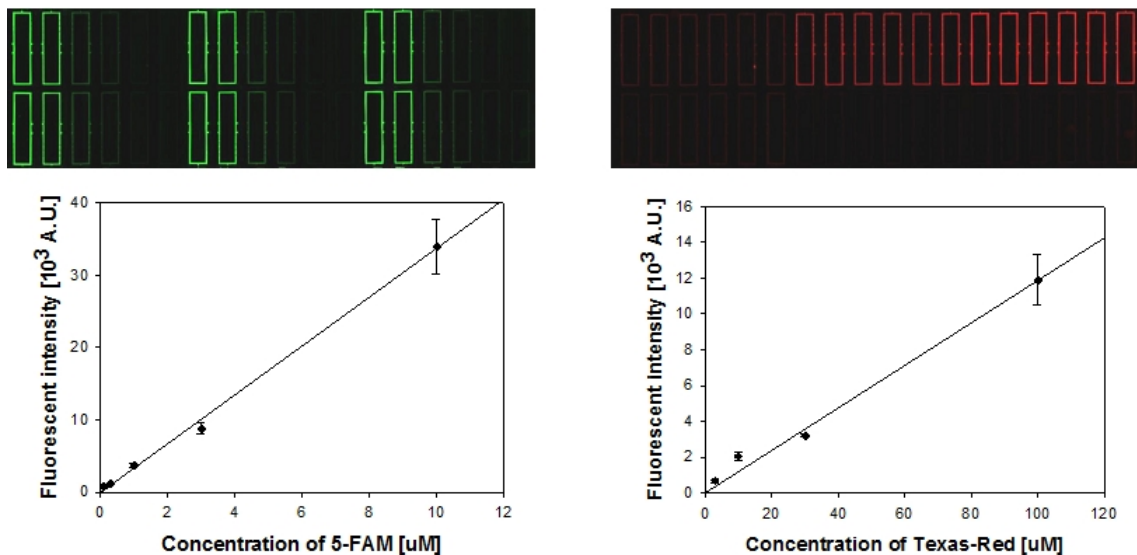 Fluorescent intensity [10³ A.U.]
40
30
20
10
0
0 2 4 6 8 10 12
Concentration of 5-FAM [uM]
Fluorescent Intensity [10³ A.U.]
16
14
12
10
8
6
4
2
0
0 20 40 60 80 100 120
Concentration of Texas-Red [uM]